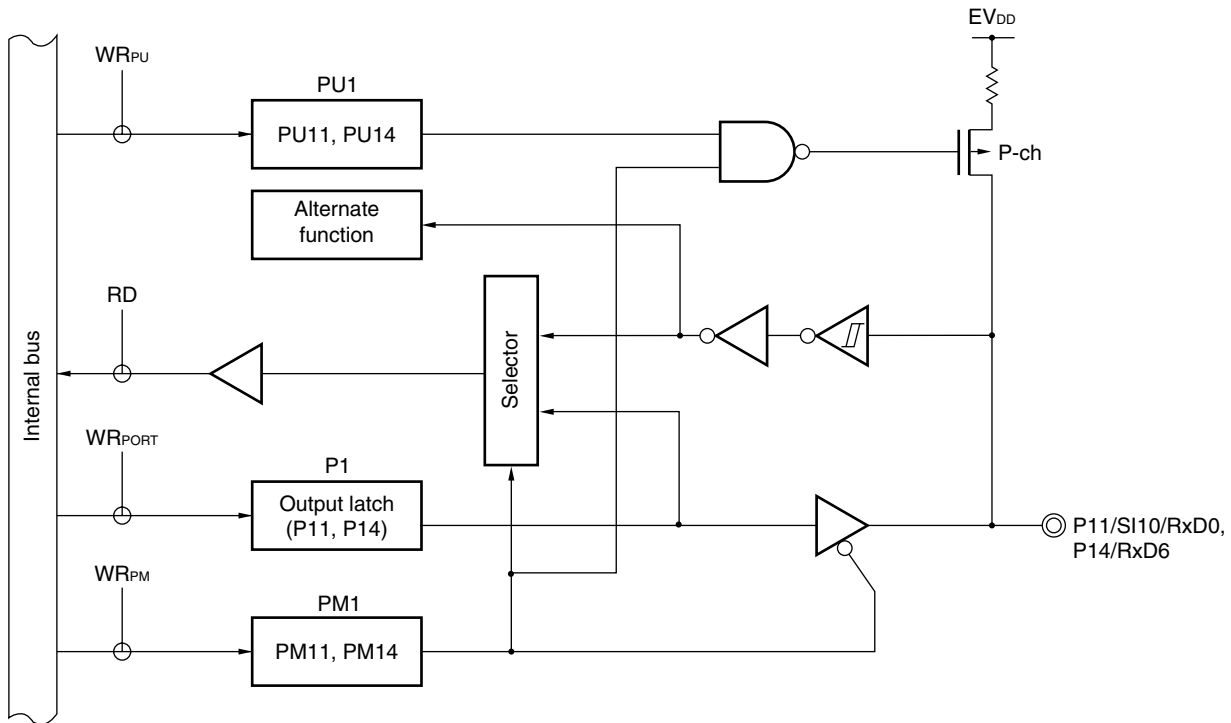 EVDD
WRPU
PU1
PU11, PU14
P-ch
Alternate
function
RD
Selector
Internal bus
WRPORT
P1
Output latch
(P11, P14)
P11/SI10/RxD0,
P14/RxD6
WRPM
PM1
PM11, PM14